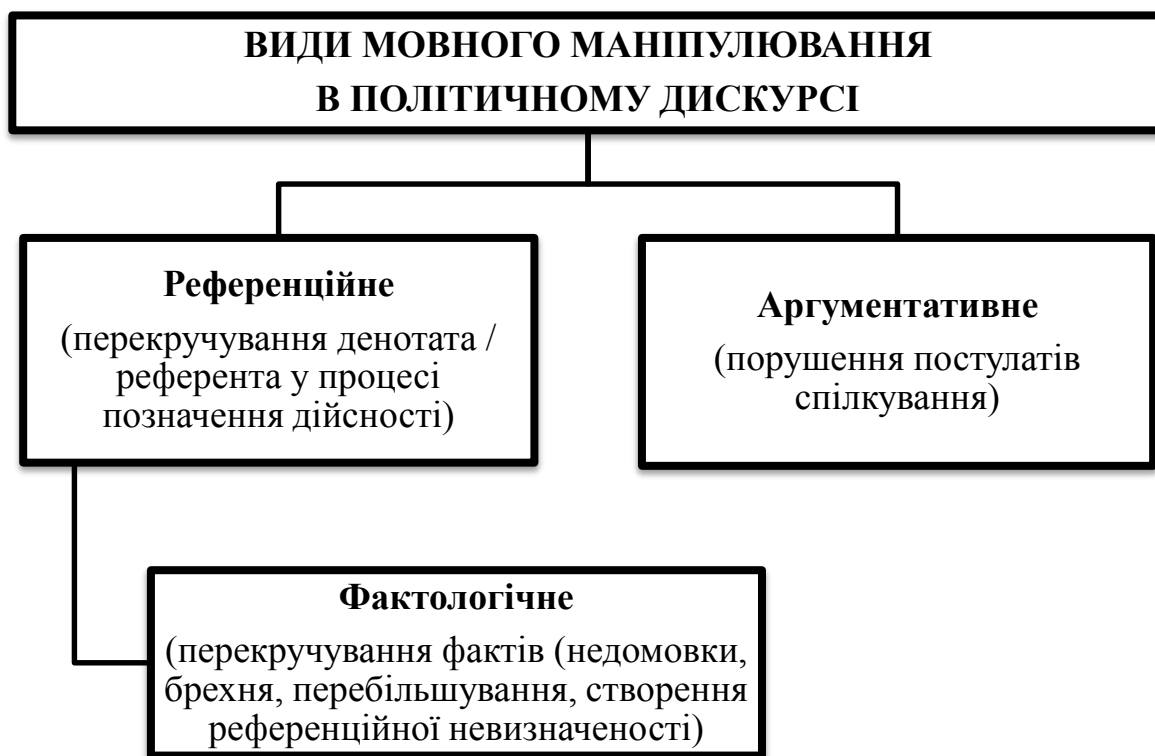 ВИДИ МОВНОГО МАНІПУЛЮВАННЯ
В ПОЛІТИЧНОМУ ДИСКУРСІ
Референційне
(перекручування денотата /
референта у процесі
позначення дійсності)
Аргументативне
(порушення постулатів
спілкування)
Фактологічне
(перекручування фактів (недомовки,
брехня, перебільшування, створення
референційної невизначеності)